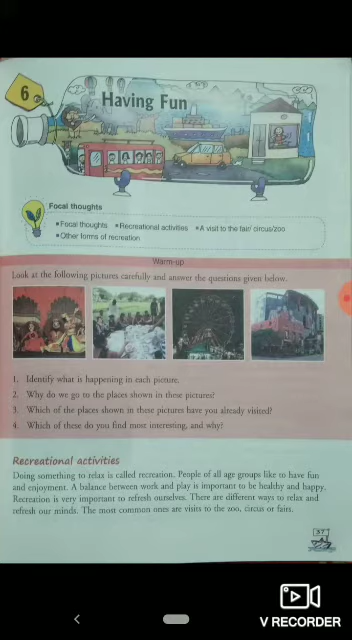 6
Having Fun
Focal thoughts
Focal thoughts Recreational activities A visit to the fair/ circus/zoo
Other forms of recreation
Warm-up
Look at the following pictures carefully and answer the questions given below.
1. Identify what is happening in each picture.
2. Why do we go to the places shown in these pictures?
3. Which of the places shown in these pictures have you already visited?
4. Which of these do you find most interesting, and why?
Recreational activities
Doing something to relax is called recreation. People of all age groups like to have fun
and enjoyment. A balance between work and play is important to be healthy and happy.
Recreation is very important to refresh ourselves. There are different ways to relax and
refresh our minds. The most common ones are visits to the zoo, circus or fairs.
57
V RECORDER